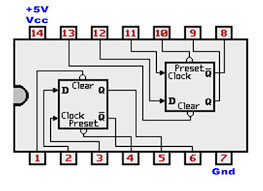 +5V
Vcc
14 13 12 11 10 9 8
Preset
Clock Q
D Q
Clear
Clear
D Q
Clock Q
Preset
1 2 3 4 5 6 7
Gnd